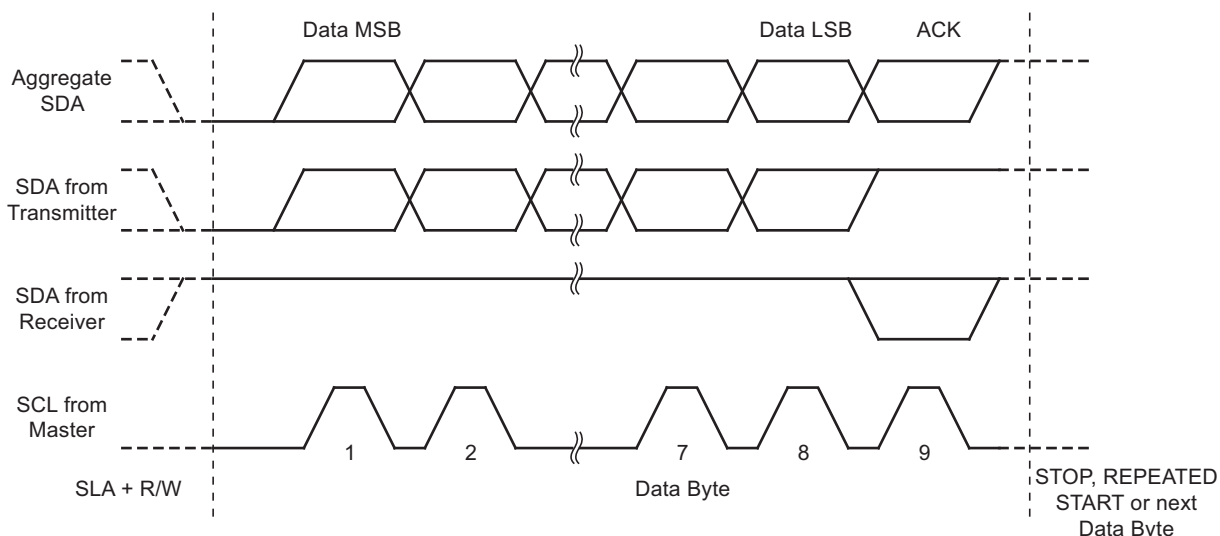 Data MSB
Data LSB
ACK
Aggregate
SDA
SDA from
Transmitter
SDA from
Receiver
SCL from
Master
1
2
7
8
9
SLA + R/W
Data Byte
STOP, REPEATED
START or next
Data Byte